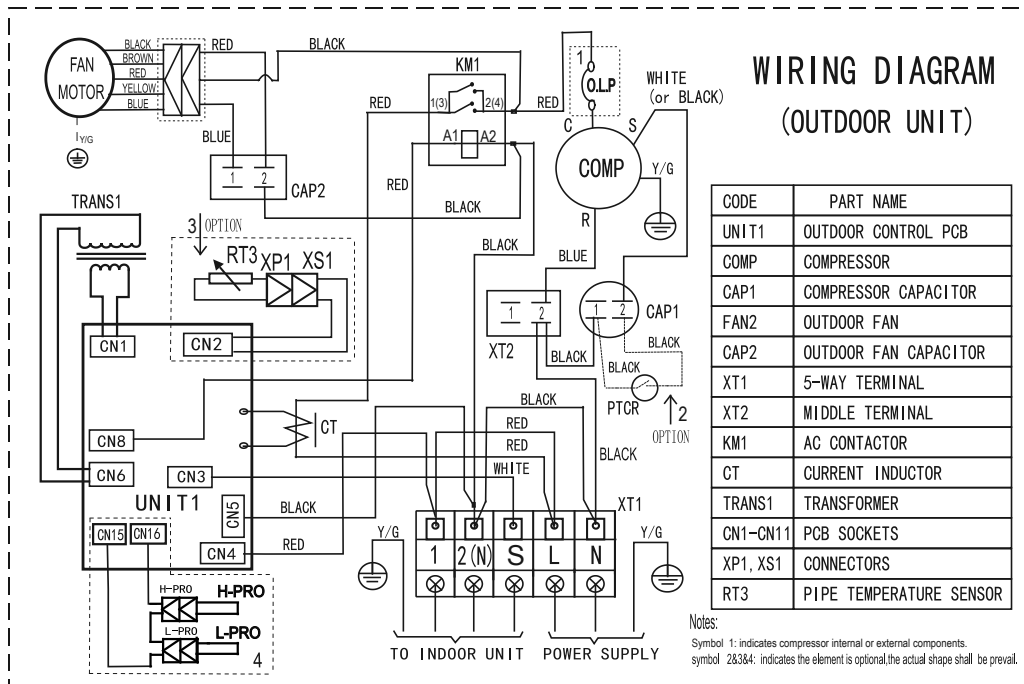 WIRING DIAGRAM
(OUTDOOR UNIT)
FAN
MOTOR
BLACK
BROWN
RED
YELLOW
BLUE
Y/G
RED
BLACK
BLUE
1 2
CAP2
KM1
RED
1(3) 2(4)
A1 A2
RED
RED
BLACK
1
O.L.P
C
S
COMP
R
WHITE
(or BLACK)
Y/G
TRANS1
3 OPTION
RT3 XP1 XS1
CN2
CN1
BLACK
BLUE
1 2
XT2
BLACK
1 2
CAP1
BLACK
BLACK
PTCR
2
OPTION
CN8
CN6
CN3
UNIT1
CN5
CN4
CN15 CN16
CT
BLACK
RED
RED
WHITE
BLACK
BLACK
RED
H-PRO H-PRO
L-PRO L-PRO
4
XT1
Y/G
Y/G
1 2(N) S L N
TO INDOOR UNIT POWER SUPPLY
CODE PART NAME
UNIT1 OUTDOOR CONTROL PCB
COMP COMPRESSOR
CAP1 COMPRESSOR CAPACITOR
FAN2 OUTDOOR FAN
CAP2 OUTDOOR FAN CAPACITOR
XT1 5-WAY TERMINAL
XT2 MIDDLE TERMINAL
KM1 AC CONTACTOR
CT CURRENT INDUCTOR
TRANS1 TRANSFORMER
CN1-CN11 PCB SOCKETS
XP1, XS1 CONNECTORS
RT3 PIPE TEMPERATURE SENSOR
Notes:
Symbol 1: indicates compressor internal or external components.
symbol 2&3&4: indicates the element is optional,the actual shape shall be prevail.